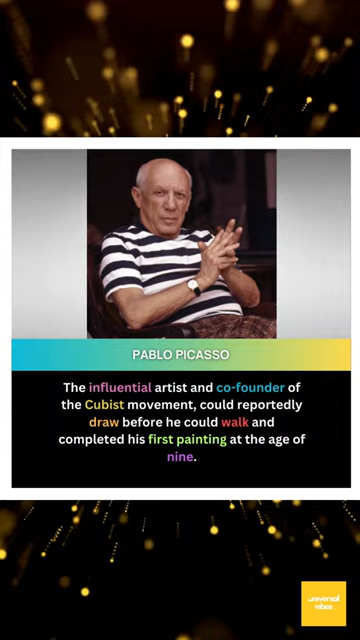 PABLO PICASSO
The influential artist and co-founder of
the Cubist movement, could reportedly
draw before he could walk and
completed his first painting at the age of
nine.
universal
vibes